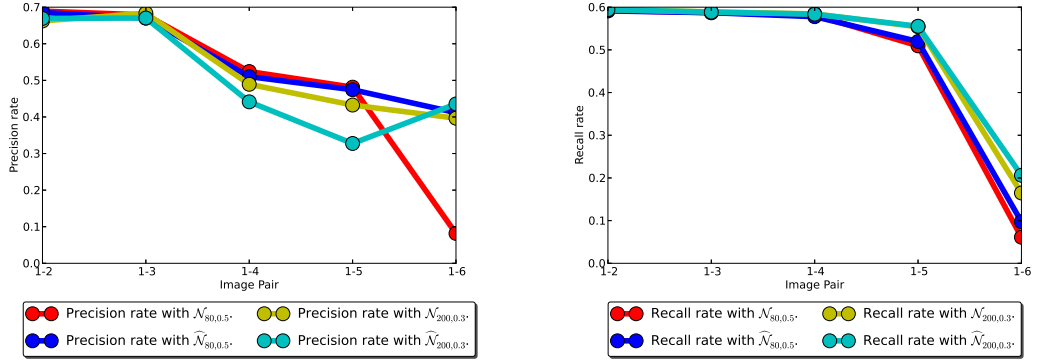 0.7
0.6
0.5
0.4
0.3
0.2
0.1
0.0
Precision rate
1-2 1-3 1-4 1-5 1-6
Image Pair
Precision rate with 𝒩80,0.5.
Precision rate with 𝒩200,0.3.
Precision rate with 𝒩̂80,0.5.
Precision rate with 𝒩̂200,0.3.
0.6
0.5
0.4
0.3
0.2
0.1
0.0
Recall rate
1-2 1-3 1-4 1-5 1-6
Image Pair
Recall rate with 𝒩80,0.5.
Recall rate with 𝒩200,0.3.
Recall rate with 𝒩̂80,0.5.
Recall rate with 𝒩̂200,0.3.